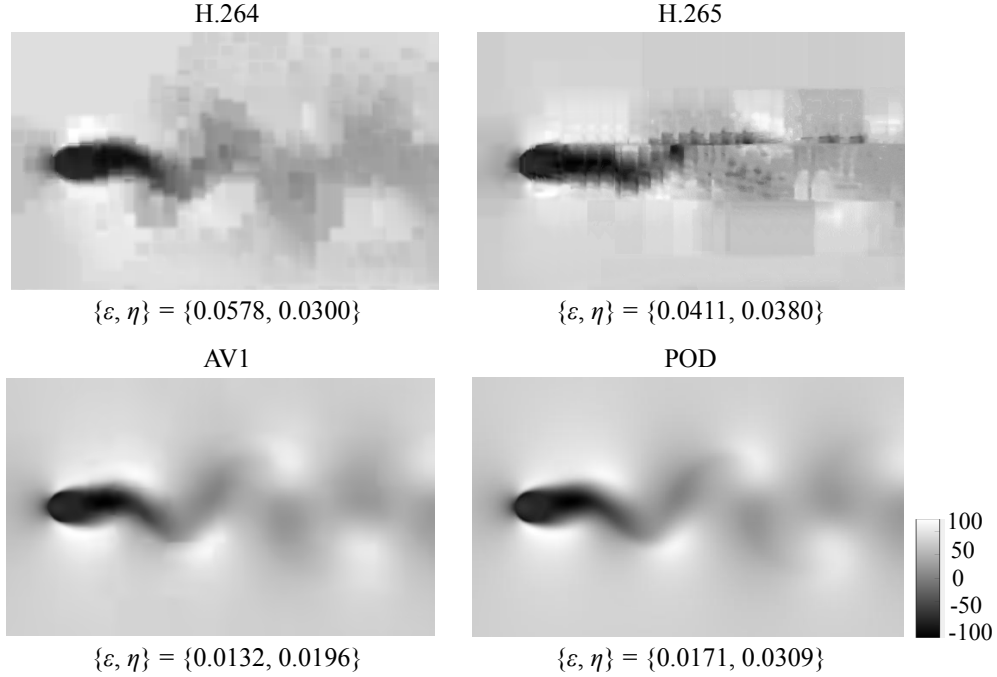 H.264
H.265
{ε, η} = {0.0578, 0.0300}
{ε, η} = {0.0411, 0.0380}
AV1
POD
100
50
0
-50
-100
{ε, η} = {0.0132, 0.0196}
{ε, η} = {0.0171, 0.0309}